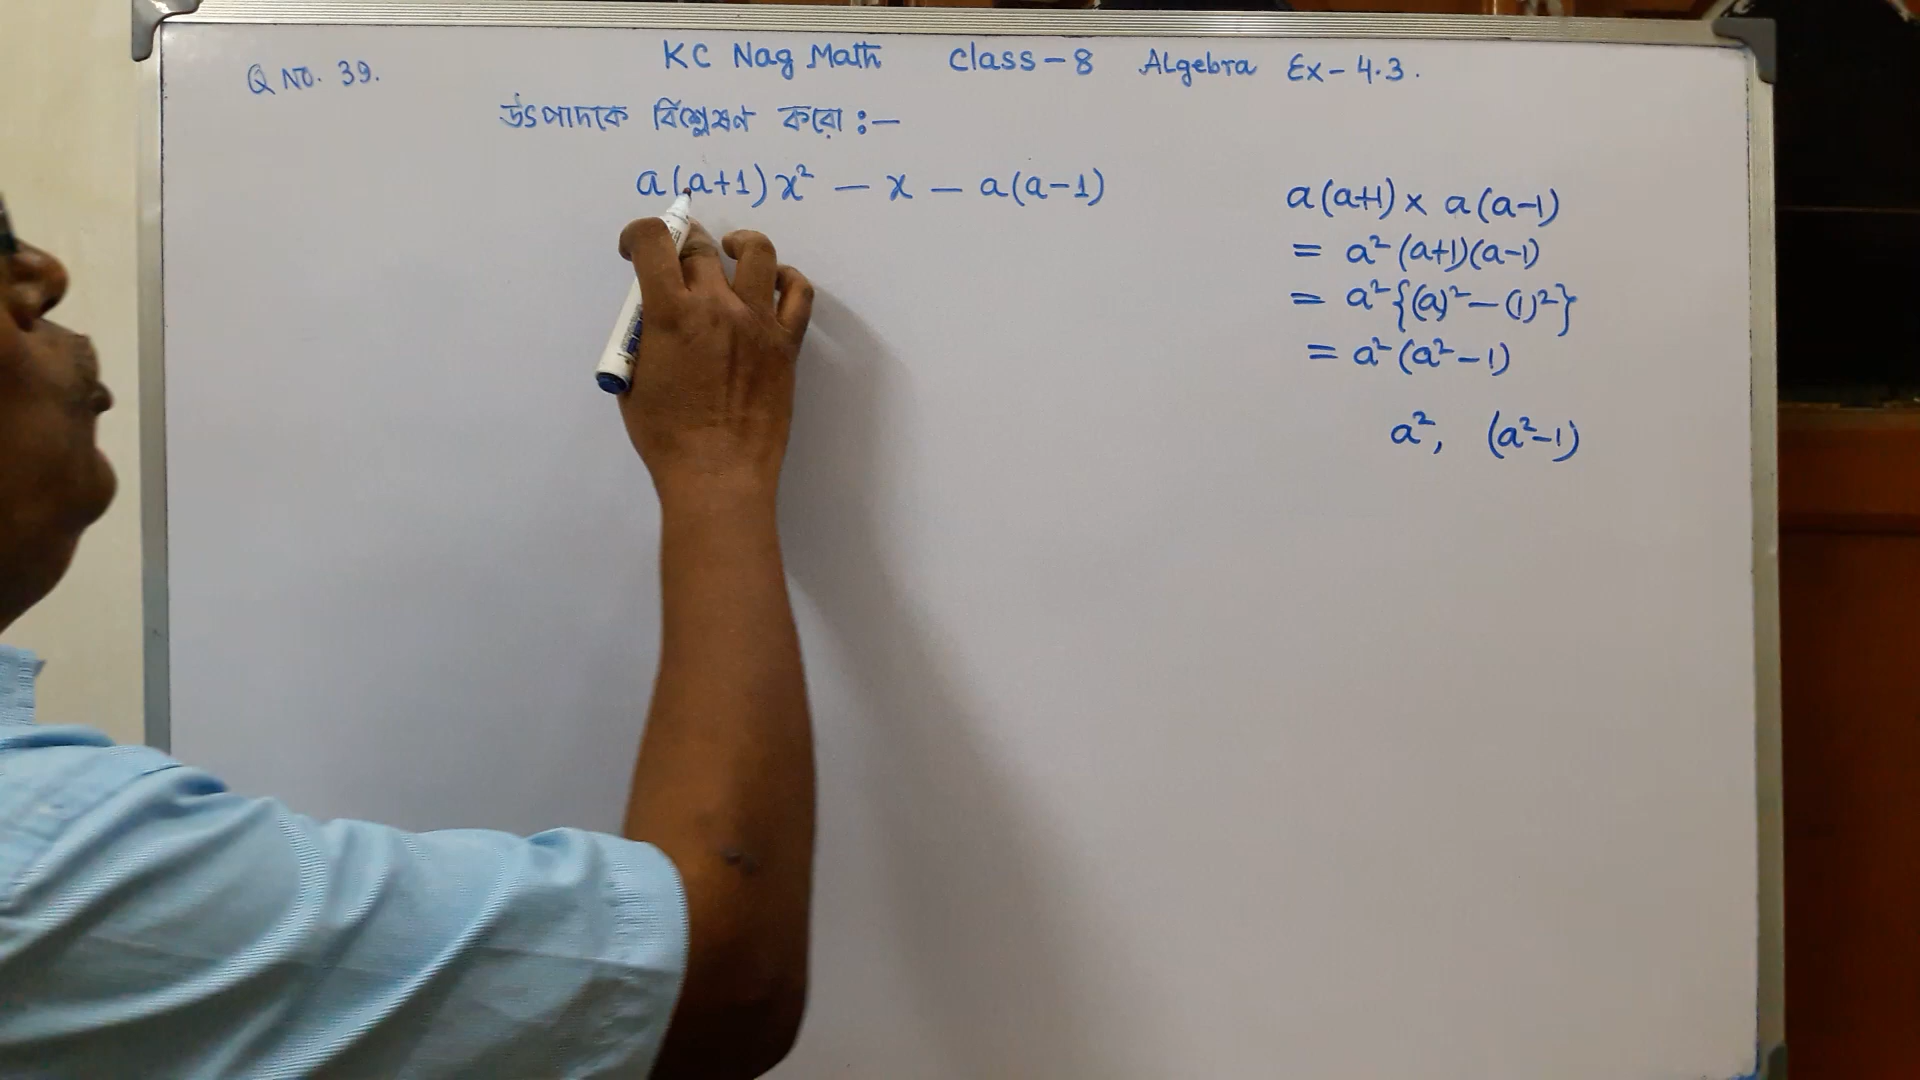 Q No. 39.
KC Nag Math Class - 8 Algebra Ex - 4.3.
উৎপাদকে বিশ্লেষণ করো :—
a(a+1)x² — x — a(a-1)
a(a+1) × a(a-1)
= a²(a+1)(a-1)
= a²{(a)² - (1)²}
= a²(a² - 1)
a², (a²-1)